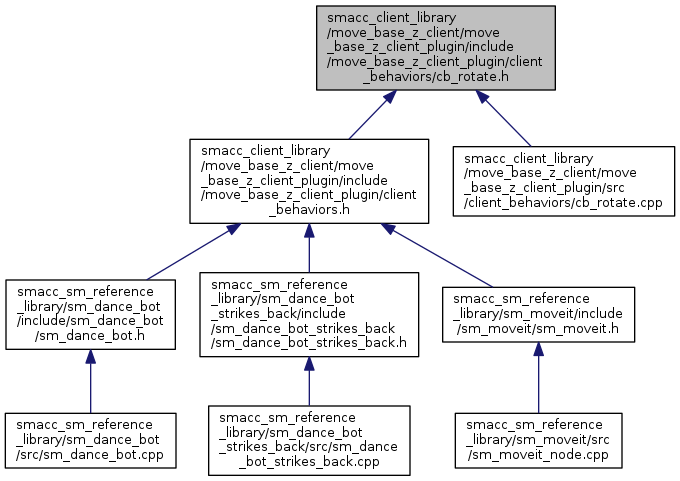 smacc_client_library
/move_base_z_client/move
_base_z_client_plugin/include
/move_base_z_client_plugin/client
_behaviors/cb_rotate.h
smacc_client_library
/move_base_z_client/move
_base_z_client_plugin/include
/move_base_z_client_plugin/client
_behaviors.h
smacc_client_library
/move_base_z_client/move
_base_z_client_plugin/src
/client_behaviors/cb_rotate.cpp
smacc_sm_reference
_library/sm_dance_bot
/include/sm_dance_bot
/sm_dance_bot.h
smacc_sm_reference
_library/sm_dance_bot
_strikes_back/include
/sm_dance_bot_strikes_back
/sm_dance_bot_strikes_back.h
smacc_sm_reference
_library/sm_moveit/include
/sm_moveit/sm_moveit.h
smacc_sm_reference
_library/sm_dance_bot
/src/sm_dance_bot.cpp
smacc_sm_reference
_library/sm_dance_bot
_strikes_back/src/sm_dance
_bot_strikes_back.cpp
smacc_sm_reference
_library/sm_moveit/src
/sm_moveit_node.cpp